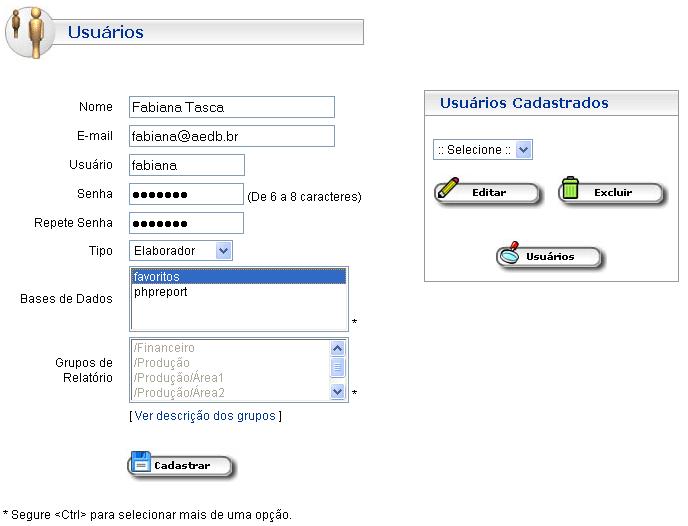 Usuários
Nome Fabiana Tasca
E-mail fabiana@aedb.br
Usuário fabiana
Senha ●●●●●●● (De 6 a 8 caracteres)
Repete Senha ●●●●●●●
Tipo Elaborador
Bases de Dados
favoritos
phpreport
*
Grupos de
Relatório
/Financeiro
/Produção
/Produção/Área1
/Produção/Área2
*
[ Ver descrição dos grupos ]
Cadastrar
* Segure <Ctrl> para selecionar mais de uma opção.
Usuários Cadastrados
:: Selecione ::
Editar
Excluir
Usuários